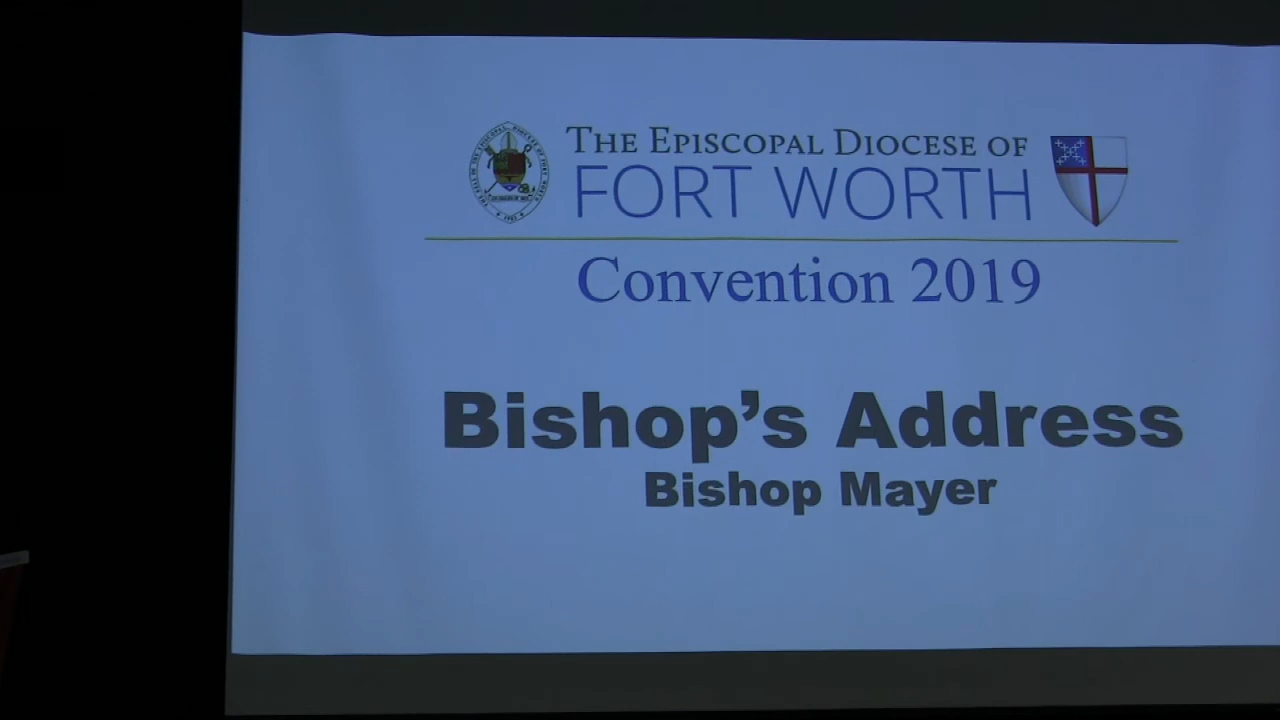 THE EPISCOPAL DIOCESE OF
FORT WORTH
Convention 2019
Bishop's Address
Bishop Mayer